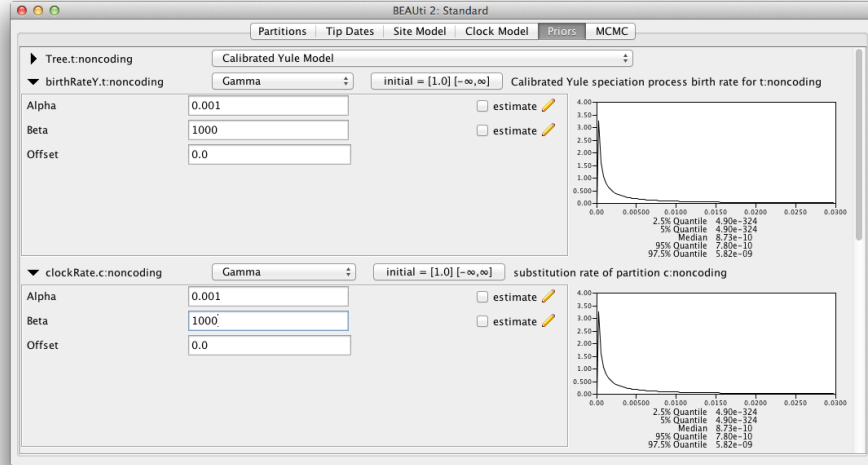 BEAUti 2: Standard
Partitions Tip Dates Site Model Clock Model Priors MCMC
Tree.t:noncoding Calibrated Yule Model
birthRateY.t:noncoding Gamma initial = [1.0] [-∞,∞] Calibrated Yule speciation process birth rate for t:noncoding
Alpha 0.001 estimate
Beta 1000 estimate
Offset 0.0
4.00
3.50
3.00
2.50
2.00
1.50
1.00
0.500
0.00
0.00 0.00500 0.0100 0.0150 0.0200 0.0250 0.0300
2.5% Quantile 4.90e-324
5% Quantile 4.90e-324
Median 8.73e-10
95% Quantile 7.80e-10
97.5% Quantile 5.82e-09
clockRate.c:noncoding Gamma initial = [1.0] [-∞,∞] substitution rate of partition c:noncoding
Alpha 0.001 estimate
Beta 1000 estimate
Offset 0.0
4.00
3.50
3.00
2.50
2.00
1.50
1.00
0.500
0.00
0.00 0.00500 0.0100 0.0150 0.0200 0.0250 0.0300
2.5% Quantile 4.90e-324
5% Quantile 4.90e-324
Median 8.73e-10
95% Quantile 7.80e-10
97.5% Quantile 5.82e-09